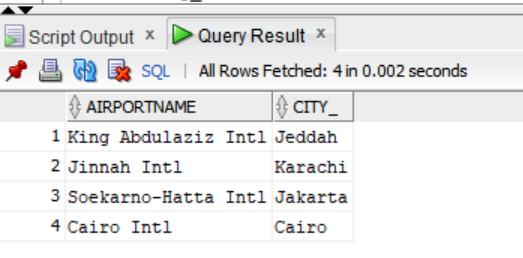 Script Output x Query Result x
SQL | All Rows Fetched: 4 in 0.002 seconds
AIRPORTNAME CITY_
1 King Abdulaziz Intl Jeddah
2 Jinnah Intl Karachi
3 Soekarno-Hatta Intl Jakarta
4 Cairo Intl Cairo